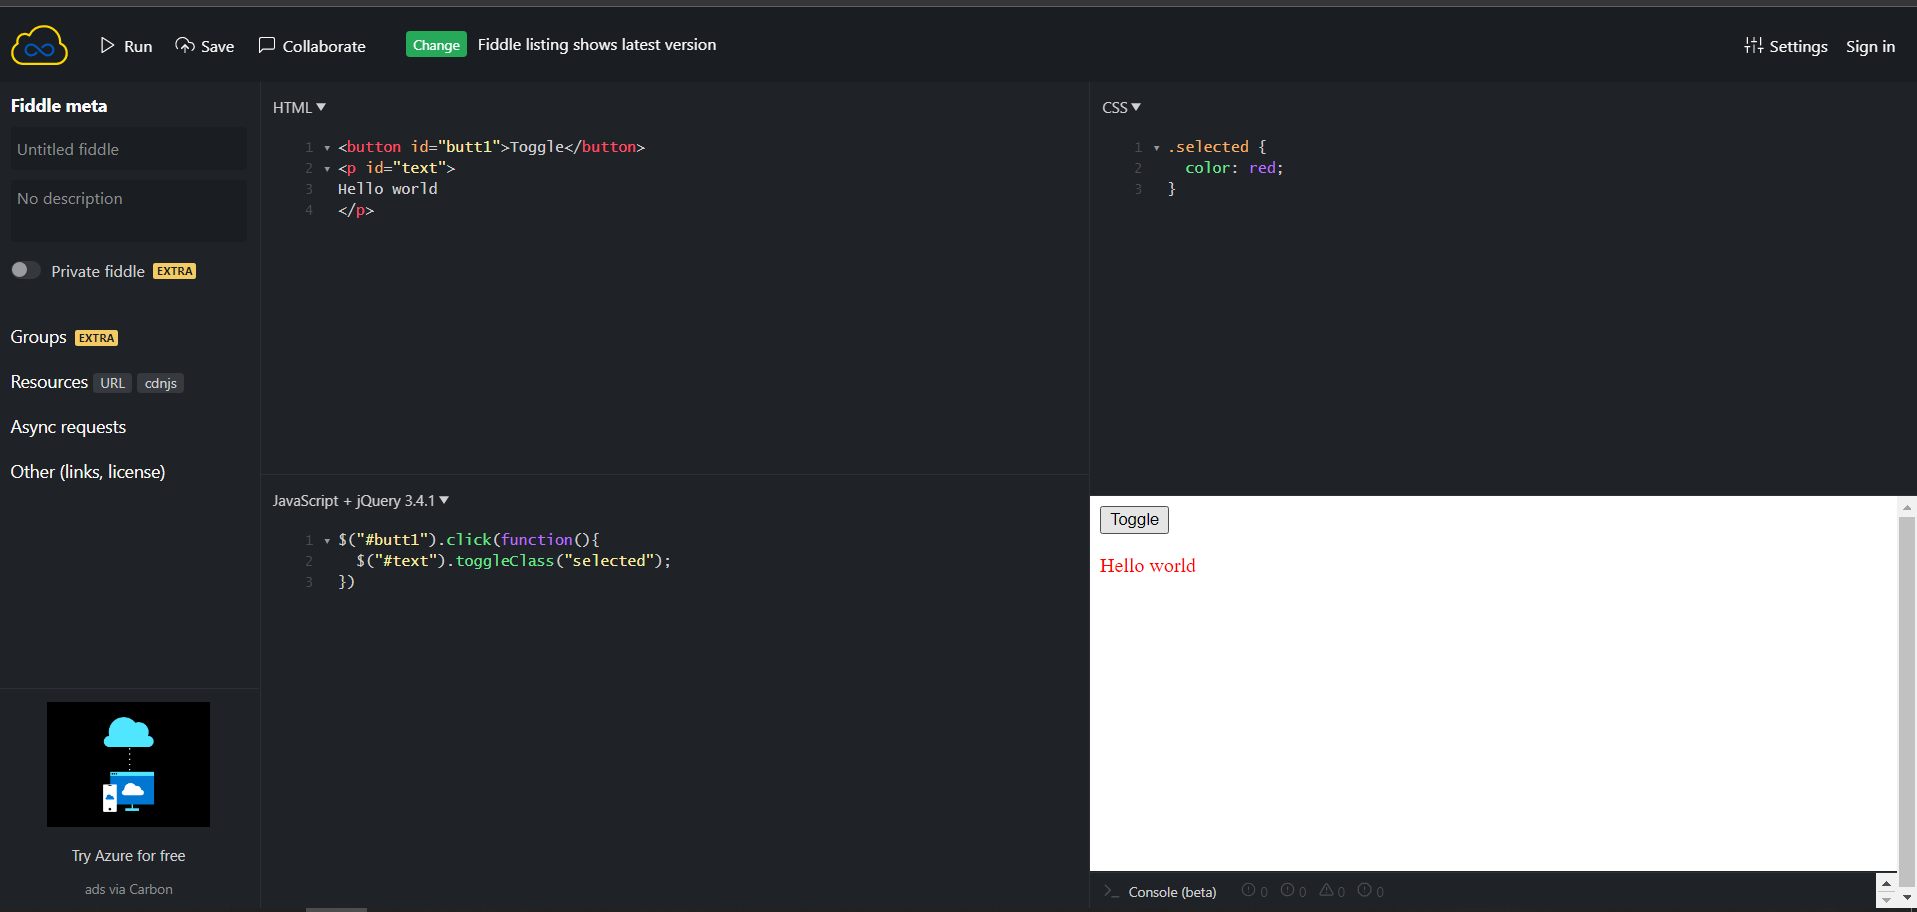 Run Save Collaborate Change Fiddle listing shows latest version Settings Sign in
Fiddle meta
Untitled fiddle
No description
Private fiddle EXTRA
Groups EXTRA
Resources URL cdnjs
Async requests
Other (links, license)
Try Azure for free
ads via Carbon
HTML
1 <button id="butt1">Toggle</button>
2 <p id="text">
3 Hello world
4 </p>
JavaScript + jQuery 3.4.1
1 $("#butt1").click(function(){
2 $("#text").toggleClass("selected");
3 })
CSS
1 .selected {
2 color: red;
3 }
Toggle
Hello world
>_ Console (beta) 0 0 0 0